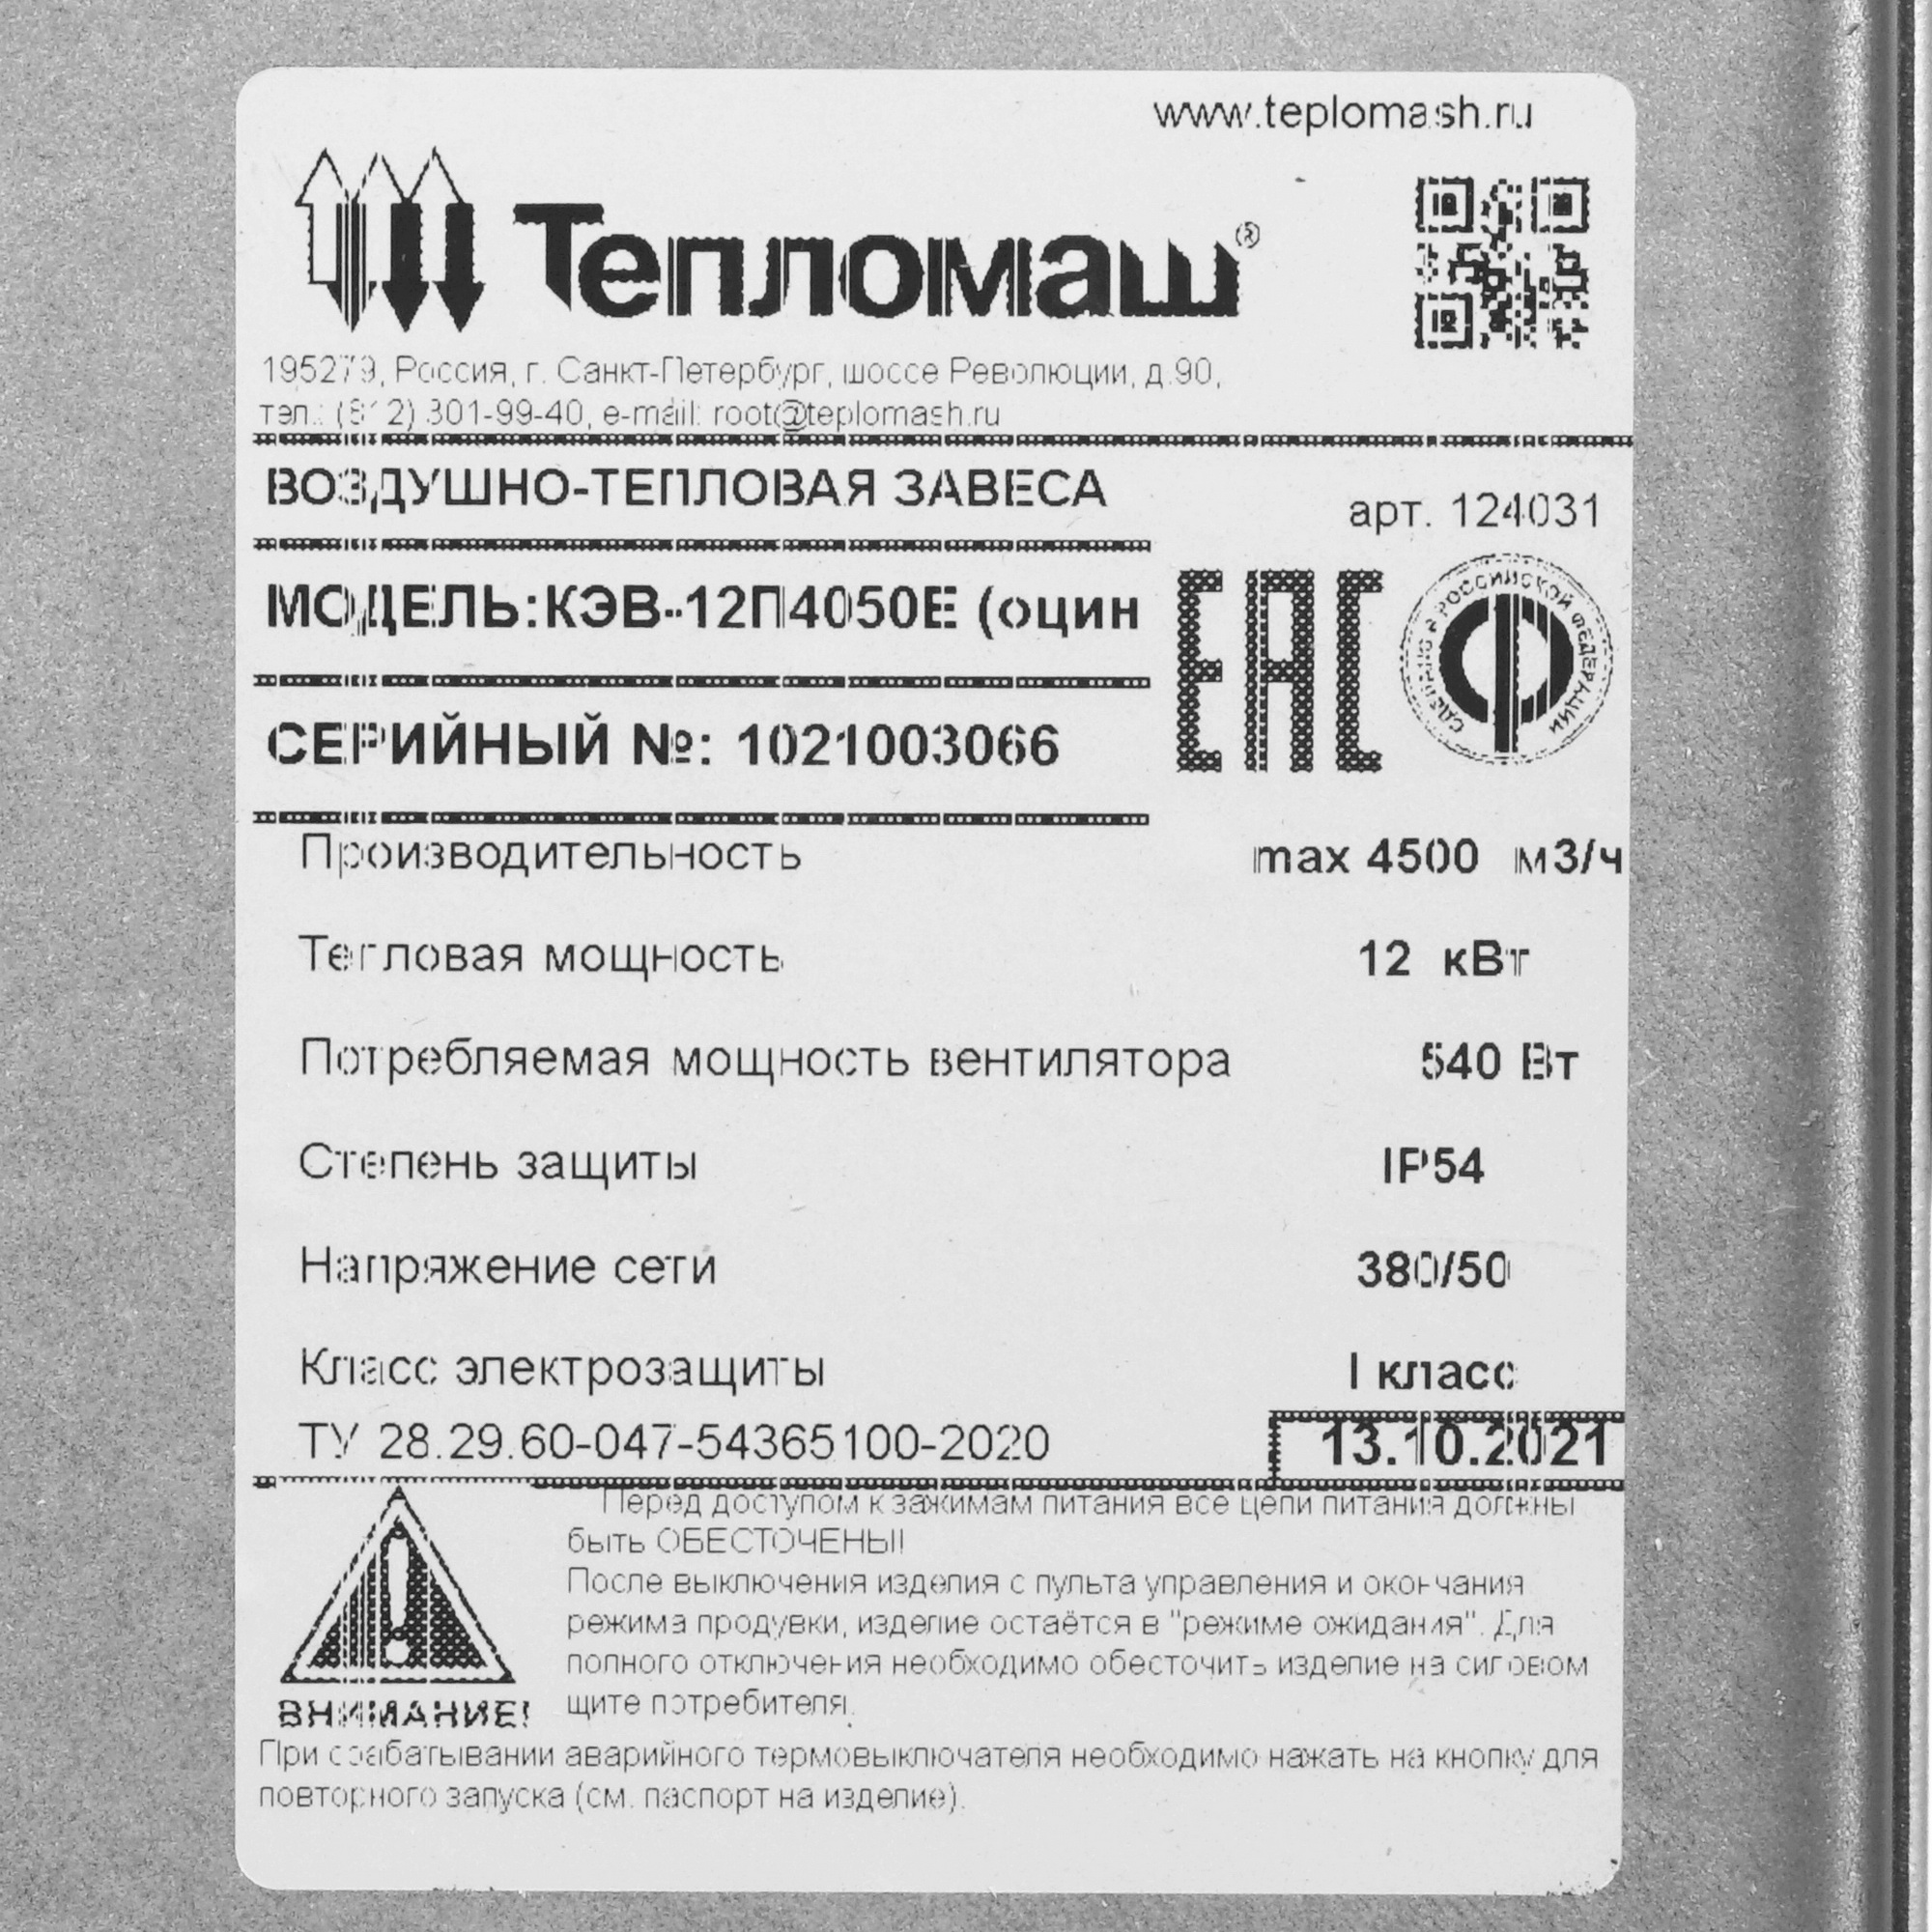 www.teplomash.ru
Тепломаш®
195279, Россия, г. Санкт-Петербург, шоссе Революции, д.90,
тел.: (812) 301-99-40, e-mail: root@teplomash.ru
ВОЗДУШНО-ТЕПЛОВАЯ ЗАВЕСА
арт. 124031
МОДЕЛЬ:КЭВ-12П4050Е (оцин
EAC
СДЕЛАНО В РОССИЙСКОЙ ФЕДЕРАЦИИ
СЕРИЙНЫЙ №: 1021003066
Производительность max 4500 м3/ч
Тепловая мощность 12 кВт
Потребляемая мощность вентилятора 540 Вт
Степень защиты IP54
Напряжение сети 380/50
Класс электрозащиты I класс
ТУ 28.29.60-047-54365100-2020 13.10.2021
Перед доступом к зажимам питания все цепи питания должны
быть ОБЕСТОЧЕНЫ!
После выключения изделия с пульта управления и окончания
режима продувки, изделие остаётся в "режиме ожидания". Для
полного отключения необходимо обесточить изделие на силовом
щите потребителя.
ВНИМАНИЕ!
При срабатывании аварийного термовыключателя необходимо нажать на кнопку для
повторного запуска (см. паспорт на изделие).